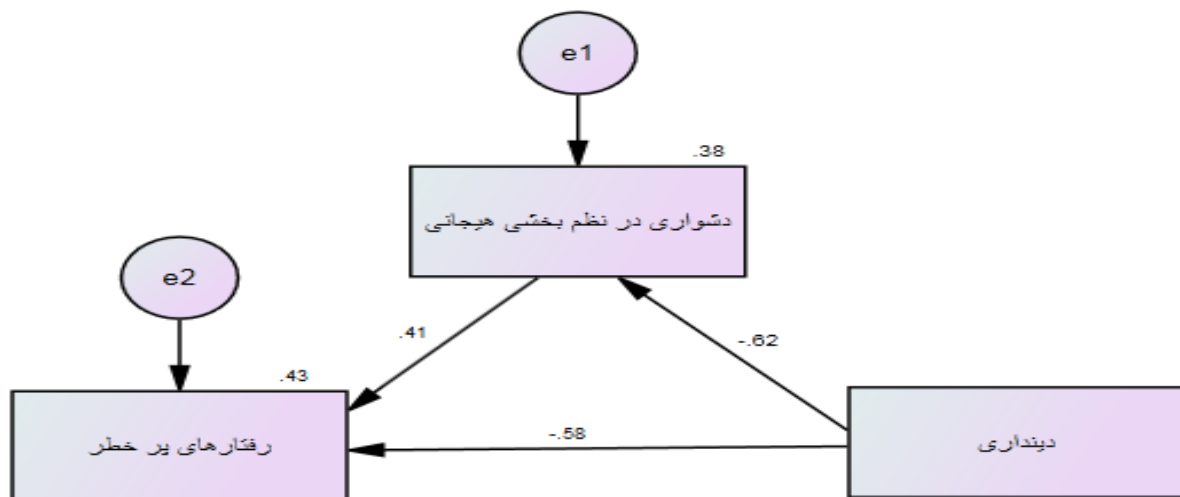 e1
.38
دشواری در نظم بخشی هیجانی
e2
.41
-.62
.43
رفتارهای پر خطر
-.58
دینداری